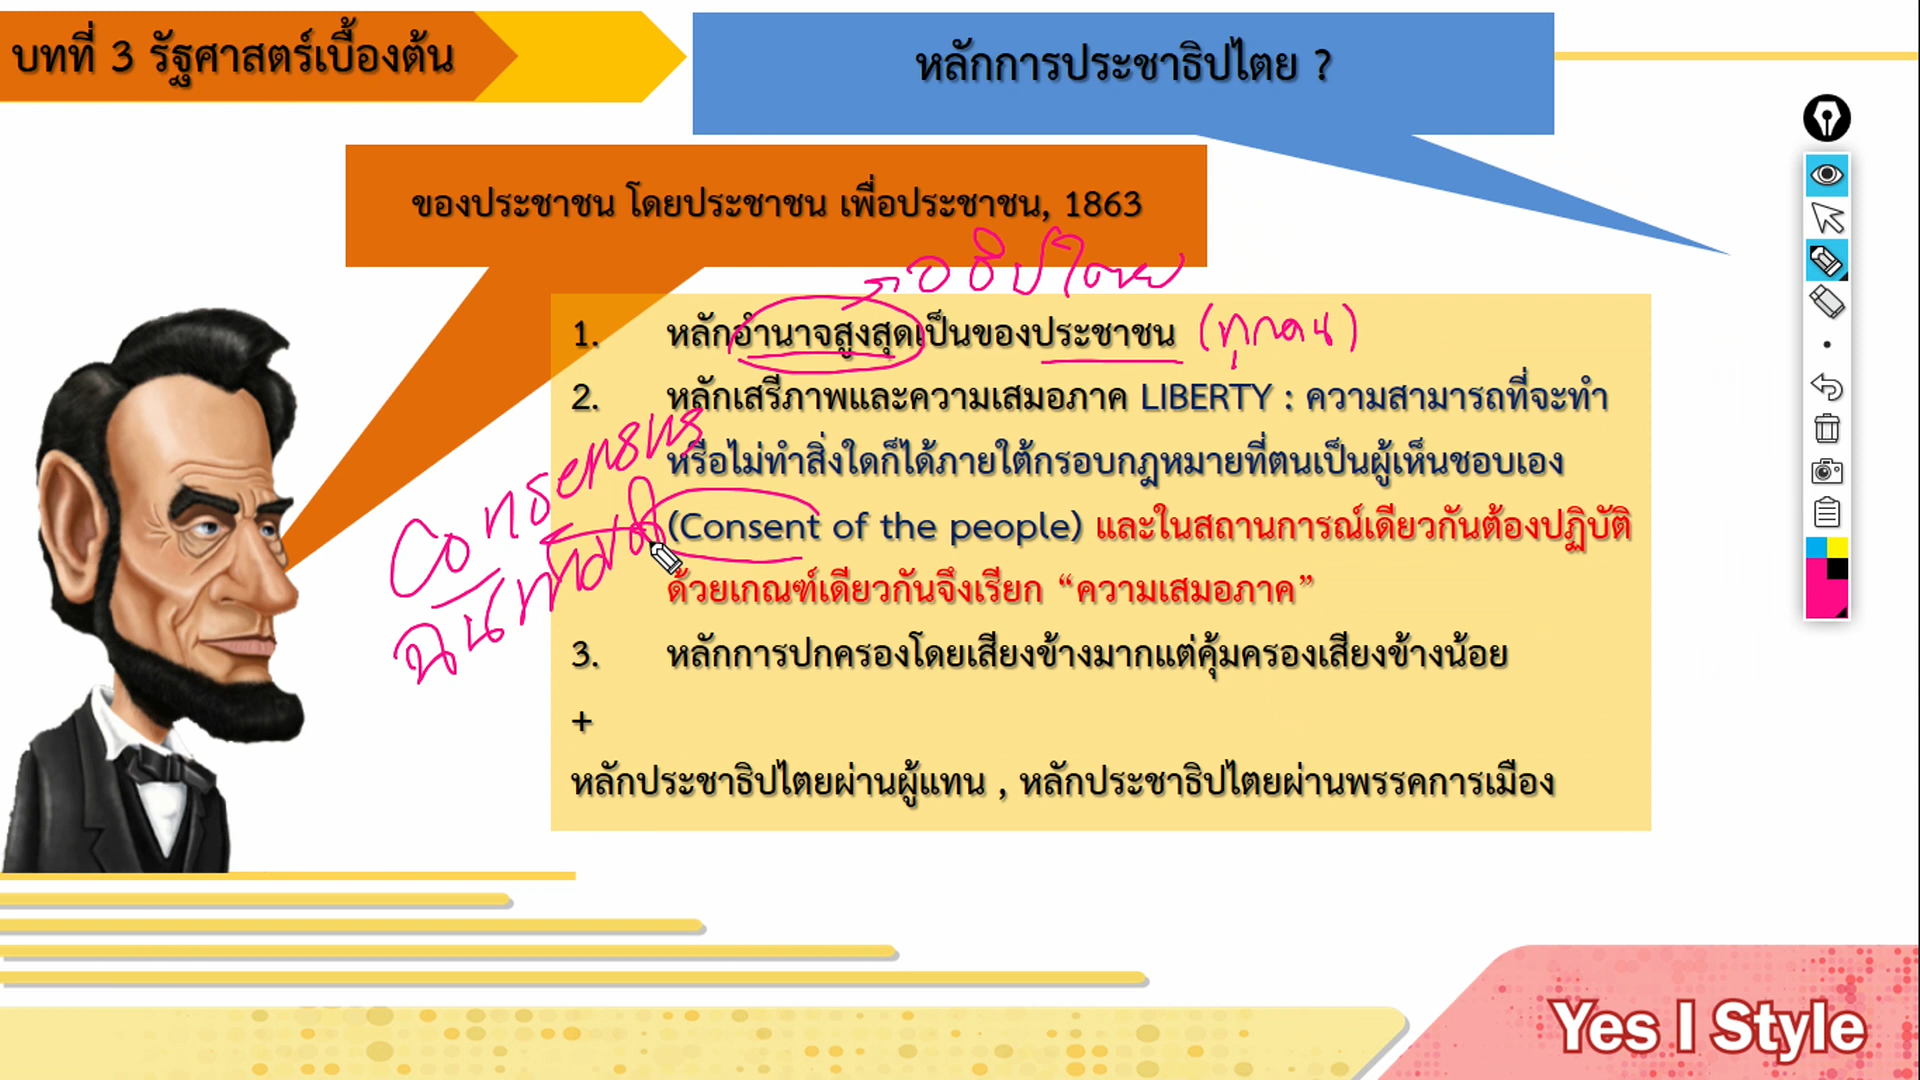 บทที่ 3 รัฐศาสตร์เบื้องต้น
หลักการประชาธิปไตย ?
ของประชาชน โดยประชาชน เพื่อประชาชน, 1863
อธิปไตย
1. หลักอำนาจสูงสุดเป็นของประชาชน (ทุกคน)
2. หลักเสรีภาพและความเสมอภาค LIBERTY : ความสามารถที่จะทำ
หรือไม่ทำสิ่งใดก็ได้ภายใต้กรอบกฎหมายที่ตนเป็นผู้เห็นชอบเอง
Consensus
(Consent of the people) และในสถานการณ์เดียวกันต้องปฏิบัติ
ฉันทามติ
ด้วยเกณฑ์เดียวกันจึงเรียก “ความเสมอภาค”
3. หลักการปกครองโดยเสียงข้างมากแต่คุ้มครองเสียงข้างน้อย
+
หลักประชาธิปไตยผ่านผู้แทน , หลักประชาธิปไตยผ่านพรรคการเมือง
Yes I Style